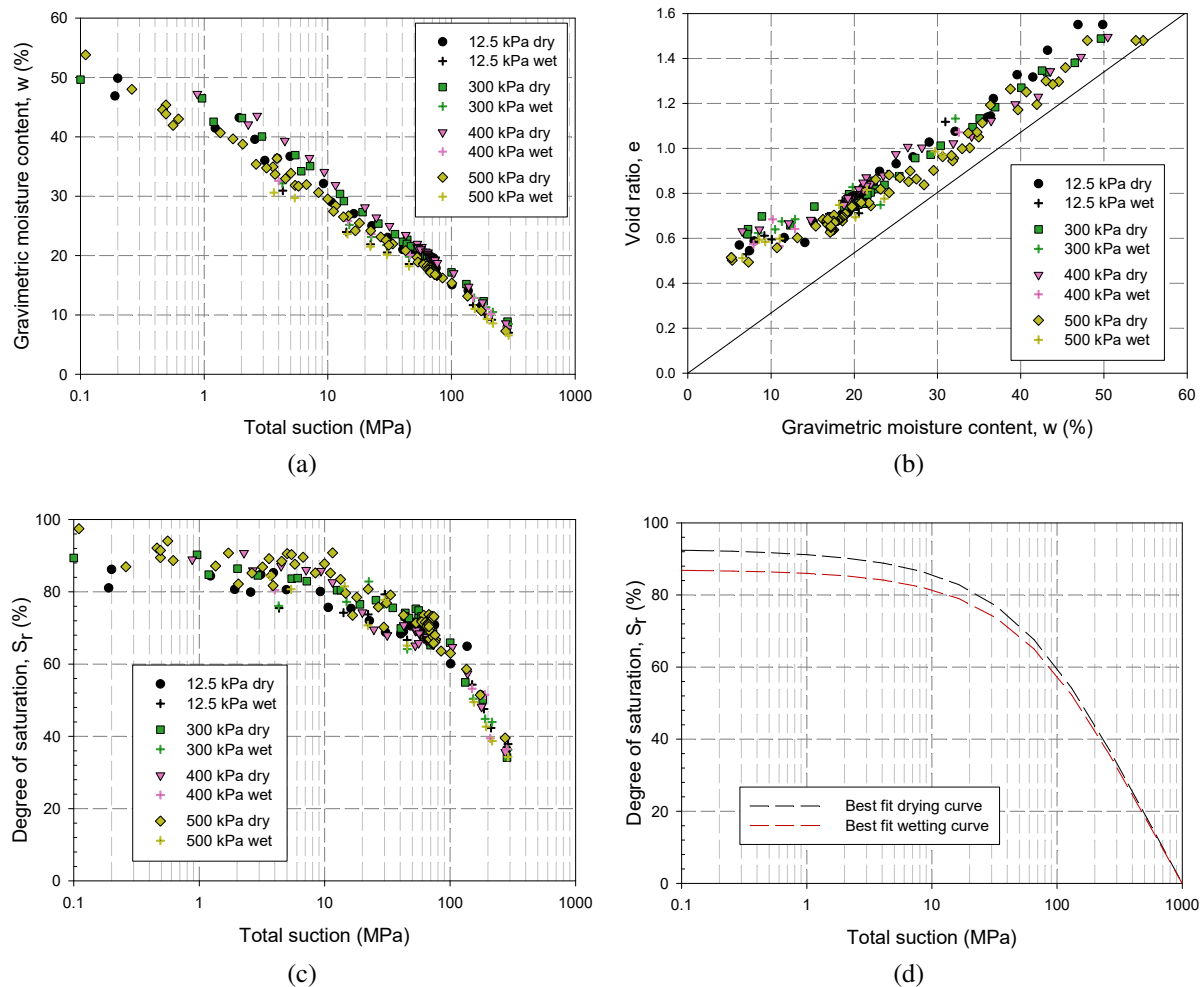 Gravimetric moisture content, w (%)
60
50
40
30
20
10
0
0.1 1 10 100 1000
Total suction (MPa)
12.5 kPa dry
12.5 kPa wet
300 kPa dry
300 kPa wet
400 kPa dry
400 kPa wet
500 kPa dry
500 kPa wet
(a)
Void ratio, e
1.6
1.4
1.2
1.0
0.8
0.6
0.4
0.2
0.0
0 10 20 30 40 50 60
Gravimetric moisture content, w (%)
12.5 kPa dry
12.5 kPa wet
300 kPa dry
300 kPa wet
400 kPa dry
400 kPa wet
500 kPa dry
500 kPa wet
(b)
Degree of saturation, Sr (%)
100
80
60
40
20
0
0.1 1 10 100 1000
Total suction (MPa)
12.5 kPa dry
12.5 kPa wet
300 kPa dry
300 kPa wet
400 kPa dry
400 kPa wet
500 kPa dry
500 kPa wet
(c)
Degree of saturation, Sr (%)
100
80
60
40
20
0
0.1 1 10 100 1000
Total suction (MPa)
Best fit drying curve
Best fit wetting curve
(d)